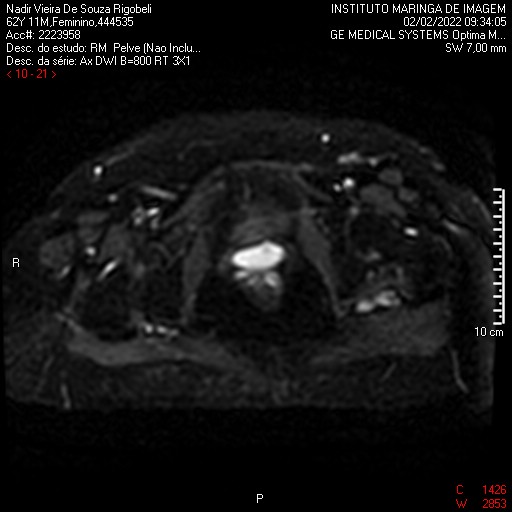 Nadir Vieira De Souza Rigobeli
62Y 11M,Feminino,444535
Acc#: 2223958
Desc. do estudo: RM  Pelve (Nao Inclu...
Desc. da série: Ax DWI B=800 RT 3X1
< 10 - 21 >
INSTITUTO MARINGA DE IMAGEM
02/02/2022 09:34:05
GE MEDICAL SYSTEMS Optima M...
SW 7,00 mm
R
10 cm
P
C 1426
W 2853